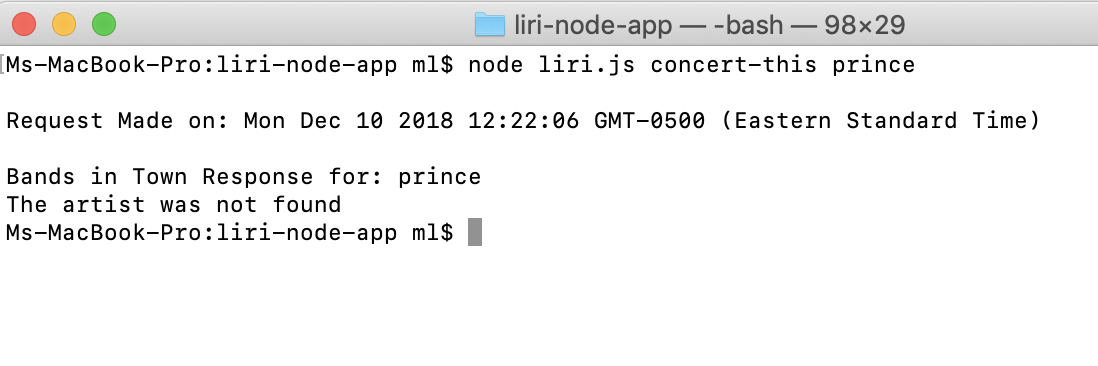 liri-node-app — -bash — 98×29
Ms-MacBook-Pro:liri-node-app ml$ node liri.js concert-this prince
Request Made on: Mon Dec 10 2018 12:22:06 GMT-0500 (Eastern Standard Time)
Bands in Town Response for: prince
The artist was not found
Ms-MacBook-Pro:liri-node-app ml$